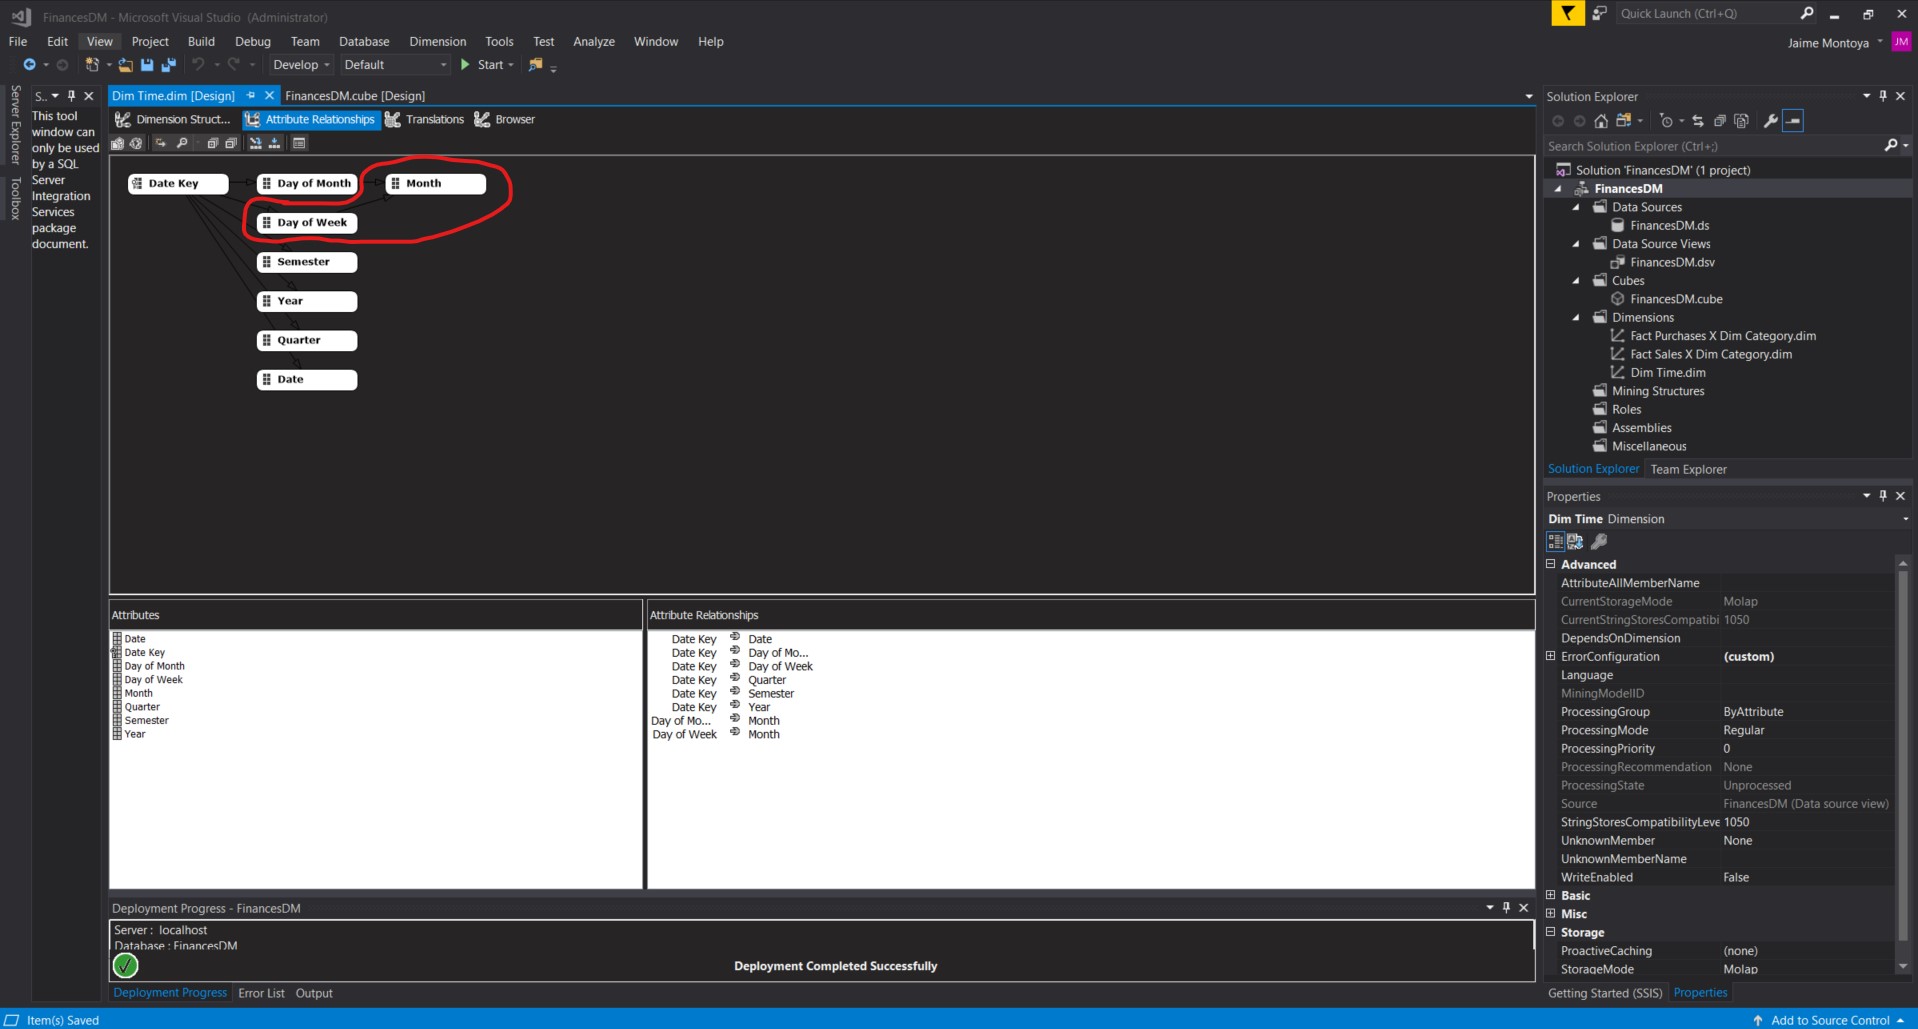 FinancesDM - Microsoft Visual Studio (Administrator)
Quick Launch (Ctrl+Q)
File Edit View Project Build Debug Team Database Dimension Tools Test Analyze Window Help
Jaime Montoya JM
Develop Default Start
Server Explorer
Toolbox
S..
This tool
window can
only be used
by a SQL
Server
Integration
Services
package
document.
Dim Time.dim [Design] FinancesDM.cube [Design]
Dimension Struct... Attribute Relationships Translations Browser
Date Key Day of Month Month
Day of Week
Semester
Year
Quarter
Date
Attributes
Date
Date Key
Day of Month
Day of Week
Month
Quarter
Semester
Year
Attribute Relationships
Date Key Date
Date Key Day of Mo...
Date Key Day of Week
Date Key Quarter
Date Key Semester
Date Key Year
Day of Mo... Month
Day of Week Month
Deployment Progress - FinancesDM
Server : localhost
Database : FinancesDM
Deployment Completed Successfully
Deployment Progress Error List Output
Solution Explorer
Search Solution Explorer (Ctrl+;)
Solution 'FinancesDM' (1 project)
FinancesDM
Data Sources
FinancesDM.ds
Data Source Views
FinancesDM.dsv
Cubes
FinancesDM.cube
Dimensions
Fact Purchases X Dim Category.dim
Fact Sales X Dim Category.dim
Dim Time.dim
Mining Structures
Roles
Assemblies
Miscellaneous
Solution Explorer Team Explorer
Properties
Dim Time Dimension
Advanced
AttributeAllMemberName
CurrentStorageMode Molap
CurrentStringStoresCompatibi 1050
DependsOnDimension
ErrorConfiguration (custom)
Language
MiningModelID
ProcessingGroup ByAttribute
ProcessingMode Regular
ProcessingPriority 0
ProcessingRecommendation None
ProcessingState Unprocessed
Source FinancesDM (Data source view)
StringStoresCompatibilityLeve 1050
UnknownMember None
UnknownMemberName
WriteEnabled False
Basic
Misc
Storage
ProactiveCaching (none)
StorageMode Molap
Getting Started (SSIS) Properties
Item(s) Saved
Add to Source Control